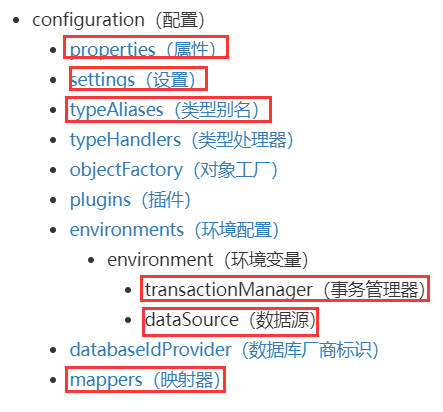 configuration（配置）
properties（属性）
settings（设置）
typeAliases（类型别名）
typeHandlers（类型处理器）
objectFactory（对象工厂）
plugins（插件）
environments（环境配置）
environment（环境变量）
transactionManager（事务管理器）
dataSource（数据源）
databaseIdProvider（数据库厂商标识）
mappers（映射器）